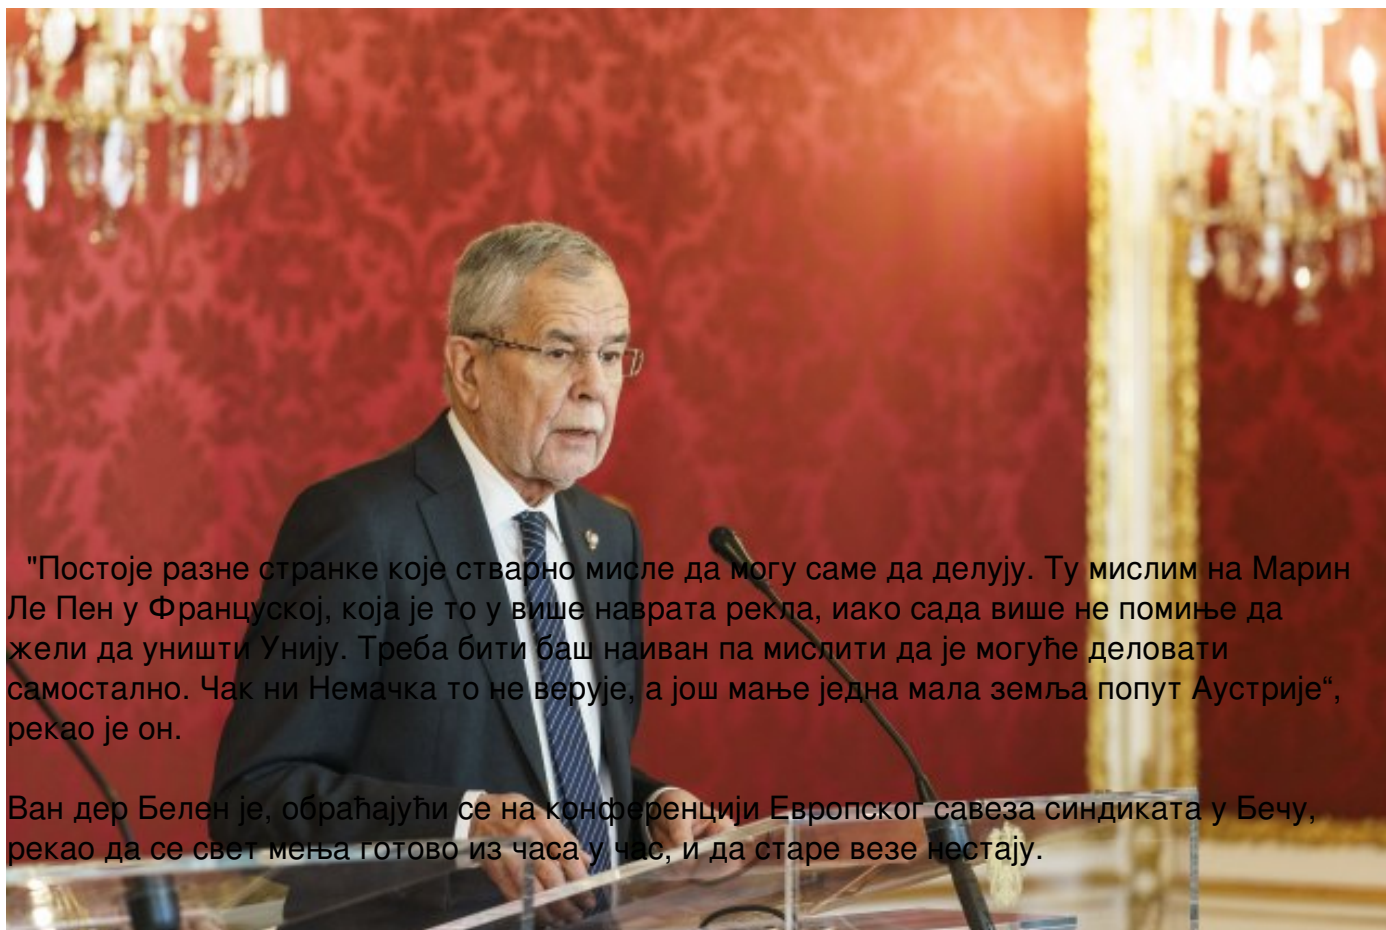 "Постоје разне странке које стварно мисле да могу саме да делују. Ту мислим на Марин
Ле Пен у Француској, која је то у више наврата рекла, иако сада више не помиње да
жели да уништи Унију. Треба бити баш наиван па мислити да је могуће деловати
самостално. Чак ни Немачка то не верује, а још мање једна мала земља попут Аустрије“,
рекао је он.
Ван дер Белен је, обраћајући се на конференцији Европског савеза синдиката у Бечу,
рекао да се свет мења готово из часа у час, и да старе везе нестају.